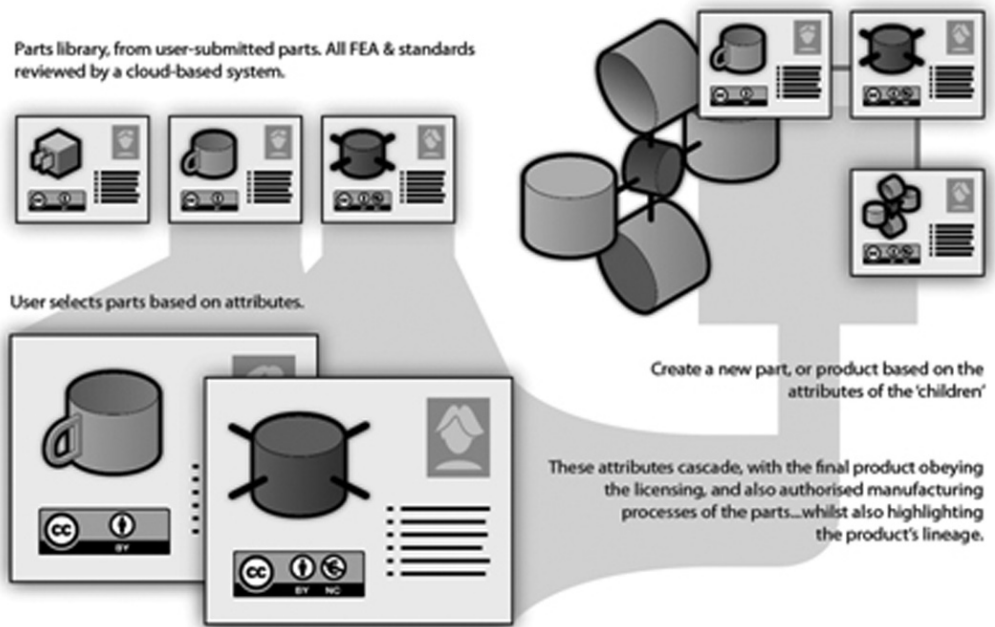 Parts library, from user-submitted parts. All FEA & standards
reviewed by a cloud-based system.
User selects parts based on attributes.
cc
BY
cc
BY NC
Create a new part, or product based on the
attributes of the 'children'
These attributes cascade, with the final product obeying
the licensing, and also authorised manufacturing
processes of the parts...whilst also highlighting
the product's lineage.